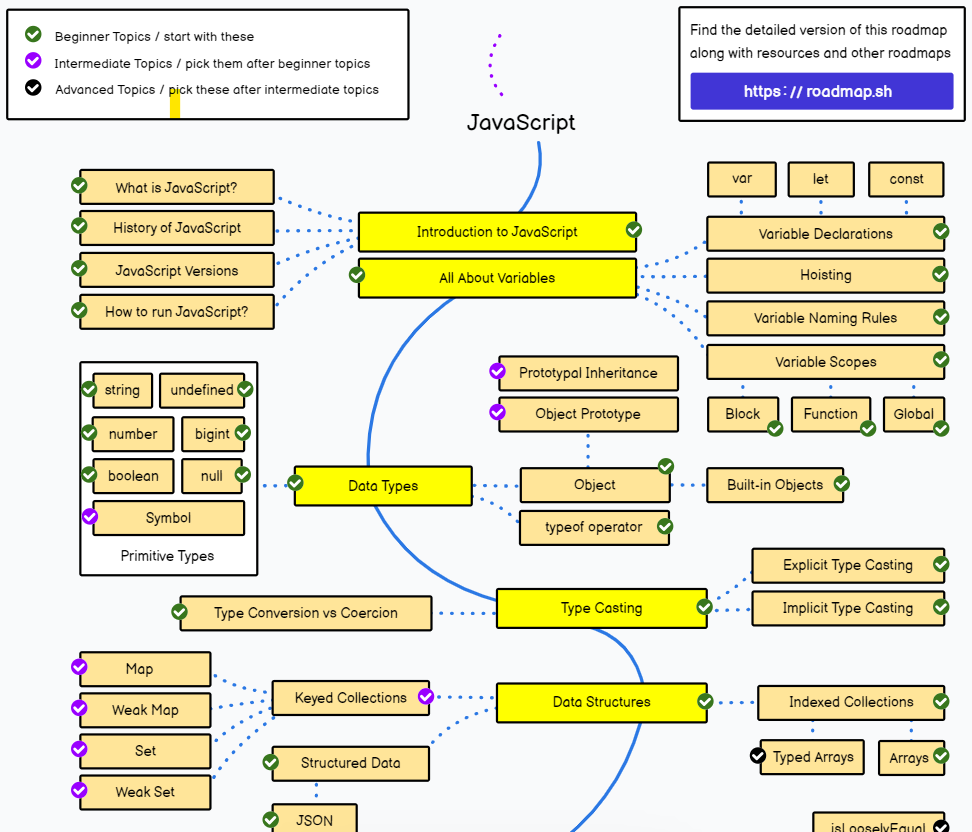 Beginner Topics / start with these
Intermediate Topics / pick them after beginner topics
Advanced Topics / pick these after intermediate topics
Find the detailed version of this roadmap
along with resources and other roadmaps
https://roadmap.sh
JavaScript
What is JavaScript?
History of JavaScript
JavaScript Versions
How to run JavaScript?
Introduction to JavaScript
All About Variables
var
let
const
Variable Declarations
Hoisting
Variable Naming Rules
Variable Scopes
Block
Function
Global
string
undefined
number
bigint
boolean
null
Symbol
Primitive Types
Data Types
Prototypal Inheritance
Object Prototype
Object
Built-in Objects
typeof operator
Explicit Type Casting
Implicit Type Casting
Type Casting
Type Conversion vs Coercion
Map
Weak Map
Set
Weak Set
Keyed Collections
Data Structures
Indexed Collections
Typed Arrays
Arrays
Structured Data
JSON
isLooselyEqual